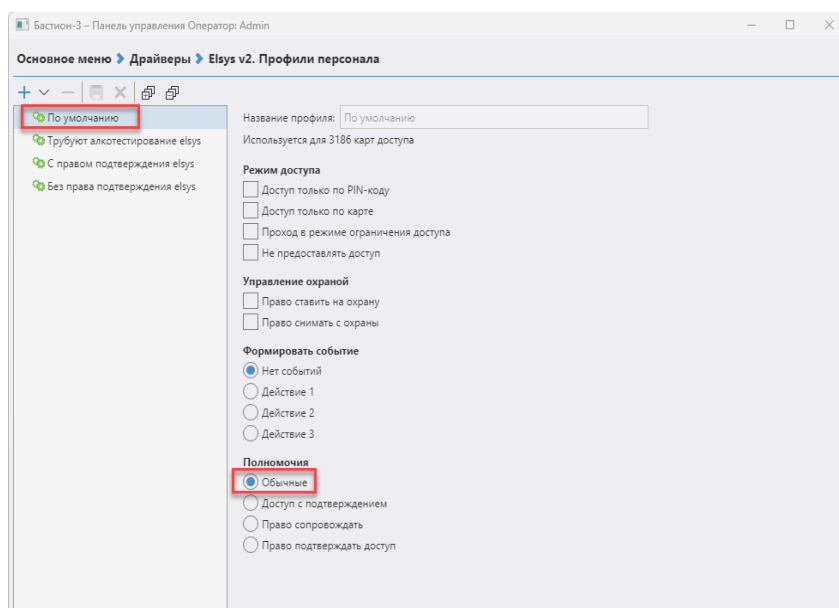 Бастион-3 – Панель управления Оператор: Admin
Основное меню Драйверы Elsys v2. Профили персонала
По умолчанию
Трубуют алкотестирование elsys
С правом подтверждения elsys
Без права подтверждения elsys
Название профиля: По умолчанию
Используется для 3186 карт доступа
Режим доступа
Доступ только по PIN-коду
Доступ только по карте
Проход в режиме ограничения доступа
Не предоставлять доступ
Управление охраной
Право ставить на охрану
Право снимать с охраны
Формировать событие
Нет событий
Действие 1
Действие 2
Действие 3
Полномочия
Обычные
Доступ с подтверждением
Право сопровождать
Право подтверждать доступ